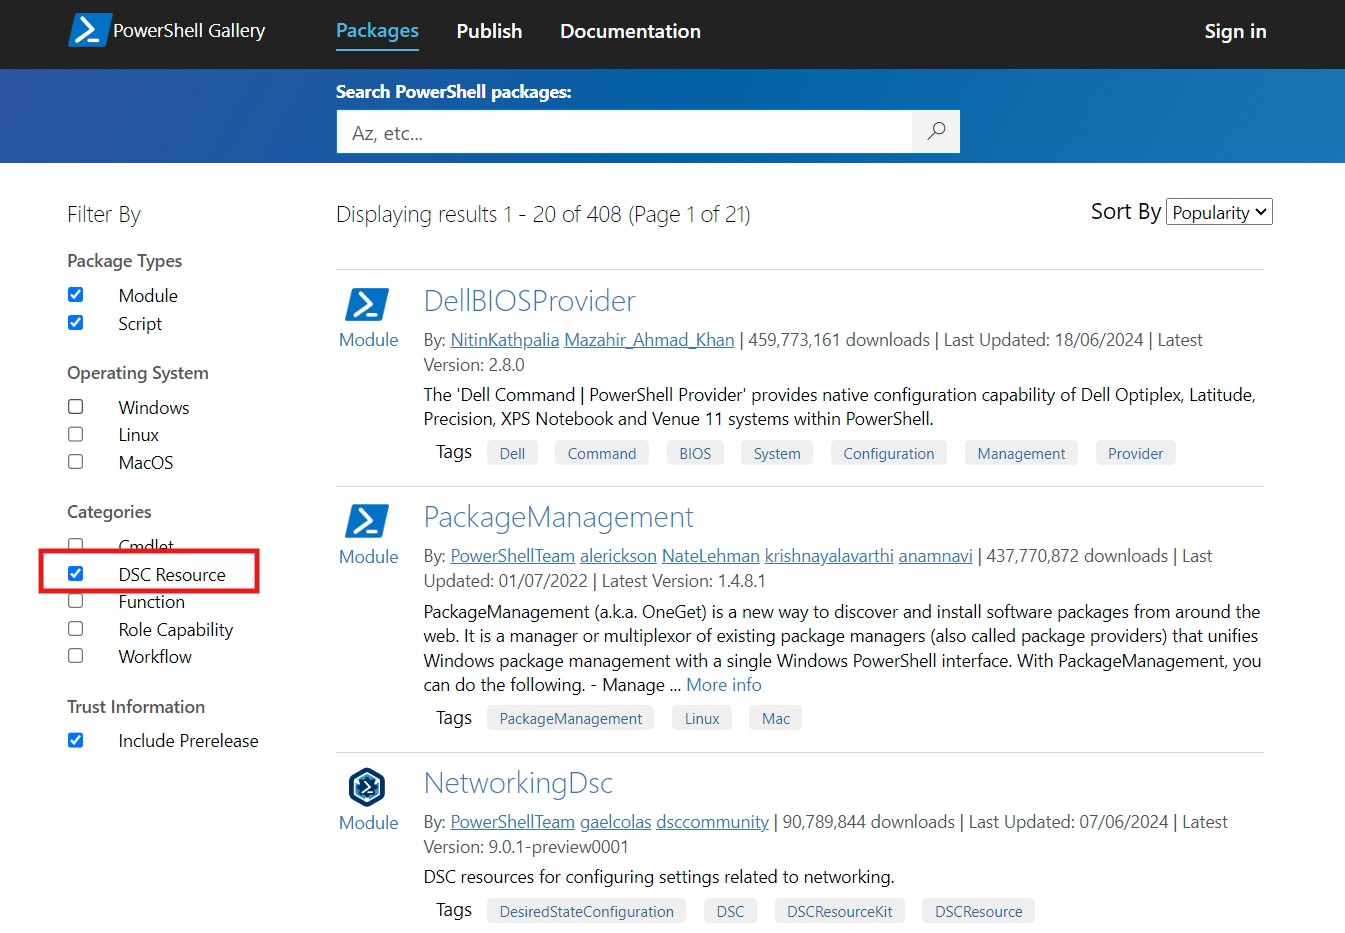 PowerShell Gallery
Packages
Publish
Documentation
Sign in
Search PowerShell packages:
Az, etc...
Filter By
Package Types
Module
Script
Operating System
Windows
Linux
MacOS
Categories
Cmdlet
DSC Resource
Function
Role Capability
Workflow
Trust Information
Include Prerelease
Displaying results 1 - 20 of 408 (Page 1 of 21)
Sort By Popularity
DellBIOSProvider
Module
By: NitinKathpalia Mazahir_Ahmad_Khan | 459,773,161 downloads | Last Updated: 18/06/2024 | Latest
Version: 2.8.0
The 'Dell Command | PowerShell Provider' provides native configuration capability of Dell Optiplex, Latitude,
Precision, XPS Notebook and Venue 11 systems within PowerShell.
Tags Dell Command BIOS System Configuration Management Provider
PackageManagement
Module
By: PowerShellTeam alerickson NateLehman krishnayalavarthi anamnavi | 437,770,872 downloads | Last
Updated: 01/07/2022 | Latest Version: 1.4.8.1
PackageManagement (a.k.a. OneGet) is a new way to discover and install software packages from around the
web. It is a manager or multiplexor of existing package managers (also called package providers) that unifies
Windows package management with a single Windows PowerShell interface. With PackageManagement, you
can do the following. - Manage ... More info
Tags PackageManagement Linux Mac
NetworkingDsc
Module
By: PowerShellTeam gaelcolas dsccommunity | 90,789,844 downloads | Last Updated: 07/06/2024 | Latest
Version: 9.0.1-preview0001
DSC resources for configuring settings related to networking.
Tags DesiredStateConfiguration DSC DSCResourceKit DSCResource